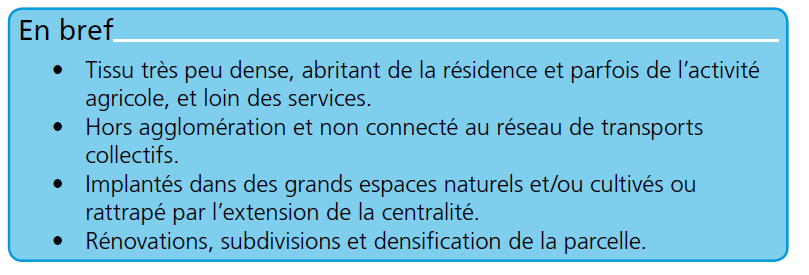 En bref
• Tissu très peu dense, abritant de la résidence et parfois de l’activité
agricole, et loin des services.
• Hors agglomération et non connecté au réseau de transports
collectifs.
• Implantés dans des grands espaces naturels et/ou cultivés ou
rattrapé par l’extension de la centralité.
• Rénovations, subdivisions et densification de la parcelle.